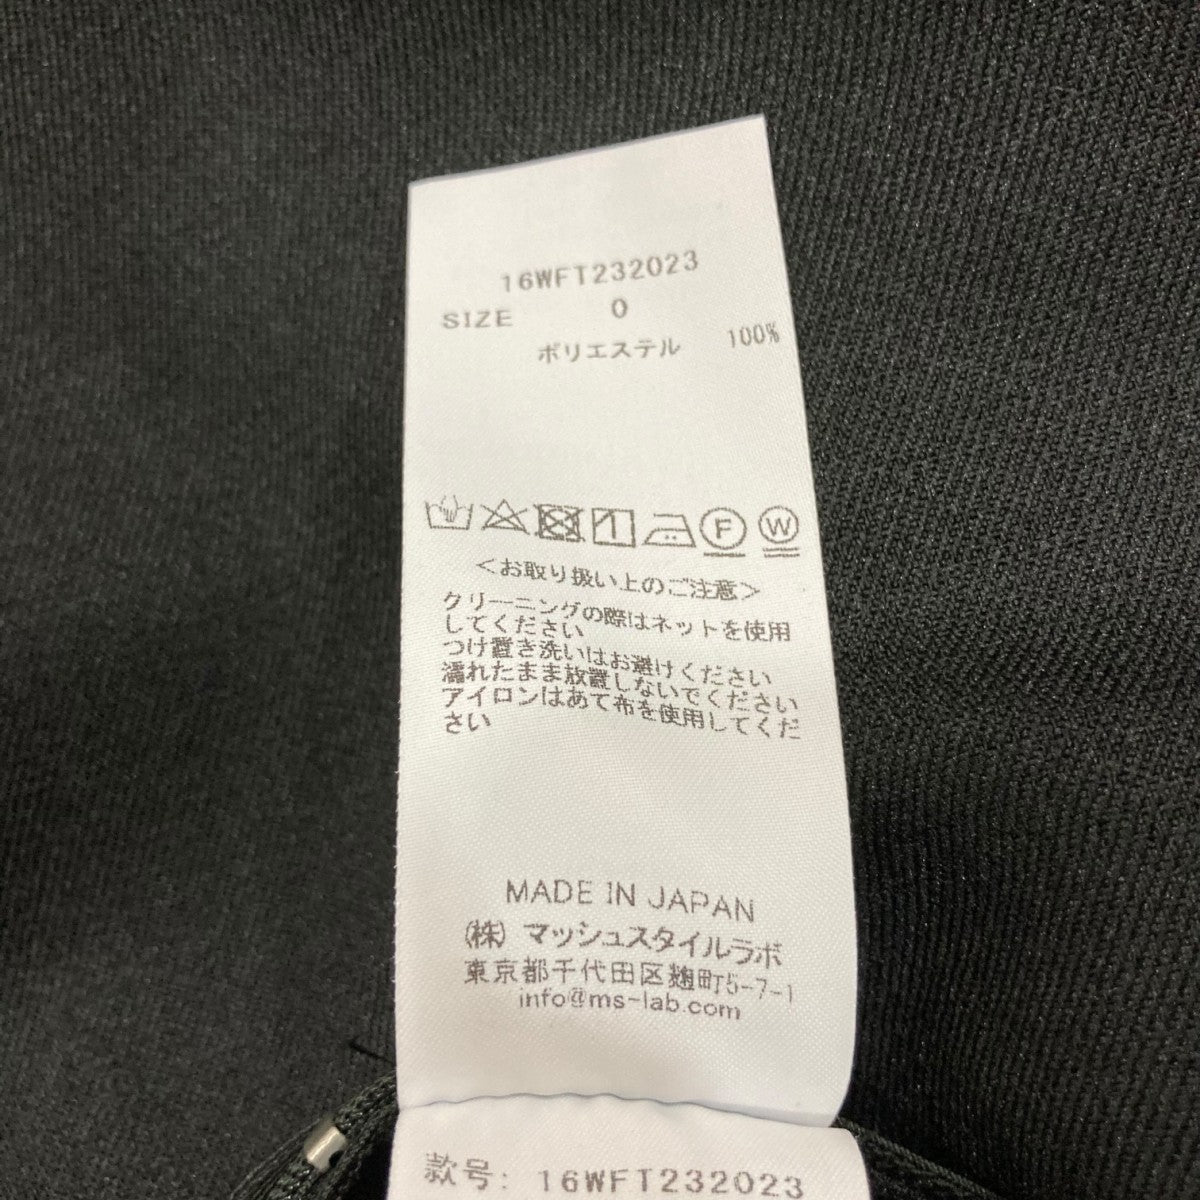 16WFT232023
SIZE 0
ポリエステル 100%
F W
<お取り扱い上のご注意>
クリーニングの際はネットを使用
してください
つけ置き洗いはお避けください
濡れたまま放置しないでください
アイロンはあて布を使用してくだ
さい
MADE IN JAPAN
(株) マッシュスタイルラボ
東京都千代田区麹町5-7-1
info@ms-lab.com
款号: 16WFT232023